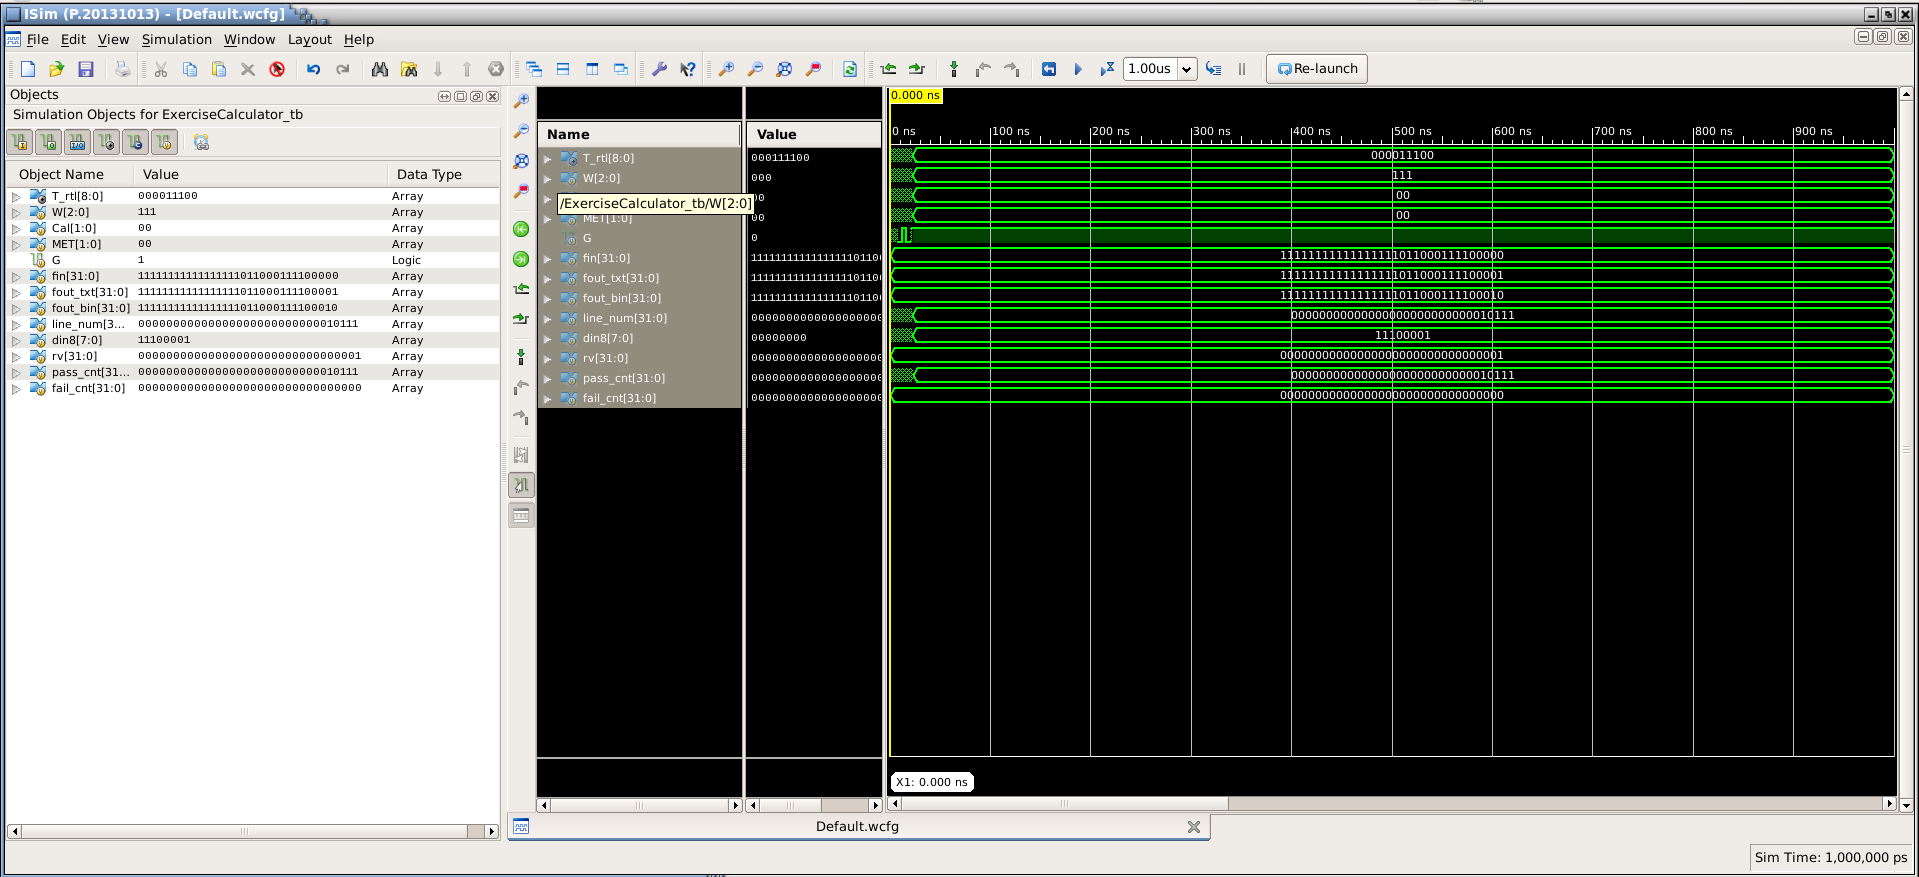 ISim (P.20131013) - [Default.wcfg]
File Edit View Simulation Window Layout Help
1.00us Re-launch
Objects
Simulation Objects for ExerciseCalculator_tb
Object Name Value Data Type
T_rtl[8:0] 000011100 Array
W[2:0] 111 Array
Cal[1:0] 00 Array
MET[1:0] 00 Array
G 1 Logic
fin[31:0] 11111111111111111011000111100000 Array
fout_txt[31:0] 11111111111111111011000111100001 Array
fout_bin[31:0] 11111111111111111011000111100010 Array
line_num[3... 00000000000000000000000000010111 Array
din8[7:0] 11100001 Array
rv[31:0] 00000000000000000000000000000001 Array
pass_cnt[31... 00000000000000000000000000010111 Array
fail_cnt[31:0] 00000000000000000000000000000000 Array
Name Value
T_rtl[8:0] 000111100
W[2:0] 000
/ExerciseCalculator_tb/W[2:0]
MET[1:0] 00
G 0
fin[31:0] 1111111111111111101100
fout_txt[31:0] 1111111111111111101100
fout_bin[31:0] 1111111111111111101100
line_num[31:0] 0000000000000000000000
din8[7:0] 00000000
rv[31:0] 0000000000000000000000
pass_cnt[31:0] 0000000000000000000000
fail_cnt[31:0] 0000000000000000000000
0.000 ns
0 ns 100 ns 200 ns 300 ns 400 ns 500 ns 600 ns 700 ns 800 ns 900 ns
000011100
111
00
00
11111111111111111011000111100000
11111111111111111011000111100001
11111111111111111011000111100010
00000000000000000000000000010111
11100001
00000000000000000000000000000001
00000000000000000000000000010111
00000000000000000000000000000000
X1: 0.000 ns
Default.wcfg
Sim Time: 1,000,000 ps